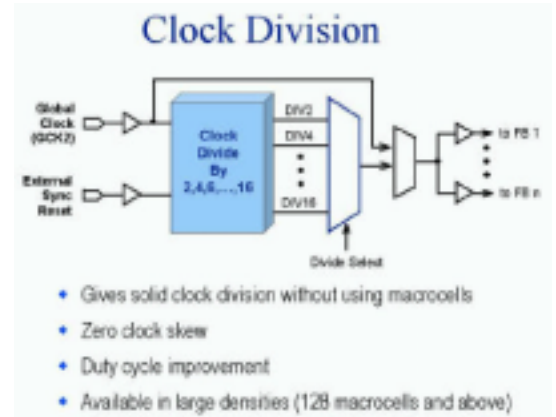 Clock Division
Global
Clock
(GCK2)
External
Sync
Reset
Clock
Divide
By
2,4,6,...,16
DIV2
DIV4
DIV16
Divide Select
to FB 1
to FB n
Gives solid clock division without using macrocells
Zero clock skew
Duty cycle improvement
Available in large densities (128 macrocells and above)